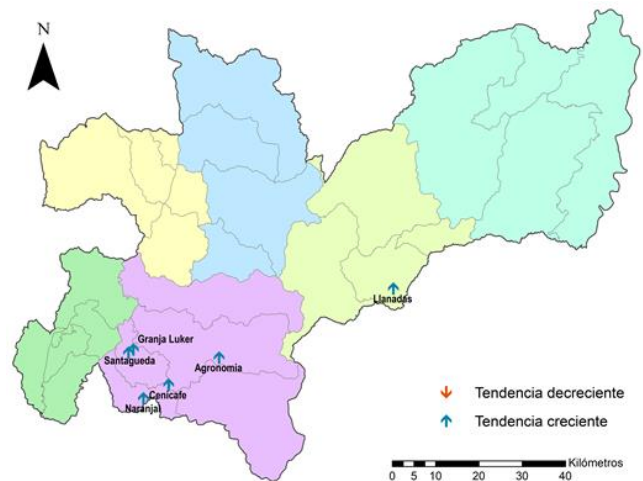 N
Llanadas
Granja Luker
Santagueda
Agronomia
Cenicafe
Naranjal
Tendencia decreciente
Tendencia creciente
Kilómetros
0 5 10 20 30 40